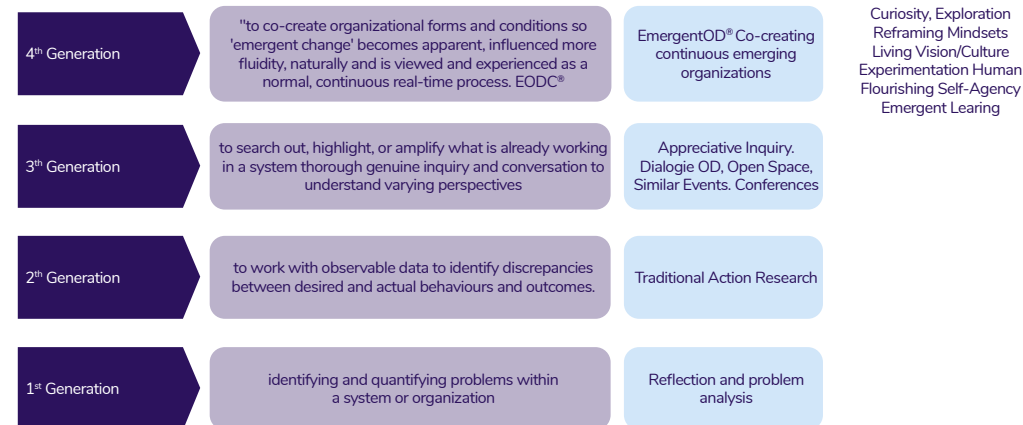 4th Generation
"to co-create organizational forms and conditions so
'emergent change' becomes apparent, influenced more
fluidity, naturally and is viewed and experienced as a
normal, continuous real-time process. EODC®
EmergentOD® Co-creating
continuous emerging
organizations
Curiosity, Exploration
Reframing Mindsets
Living Vision/Culture
Experimentation Human
Flourishing Self-Agency
Emergent Learing
3th Generation
to search out, highlight, or amplify what is already working
in a system thorough genuine inquiry and conversation to
understand varying perspectives
Appreciative Inquiry.
Dialogie OD, Open Space,
Similar Events. Conferences
2th Generation
to work with observable data to identify discrepancies
between desired and actual behaviours and outcomes.
Traditional Action Research
1st Generation
identifying and quantifying problems within
a system or organization
Reflection and problem
analysis